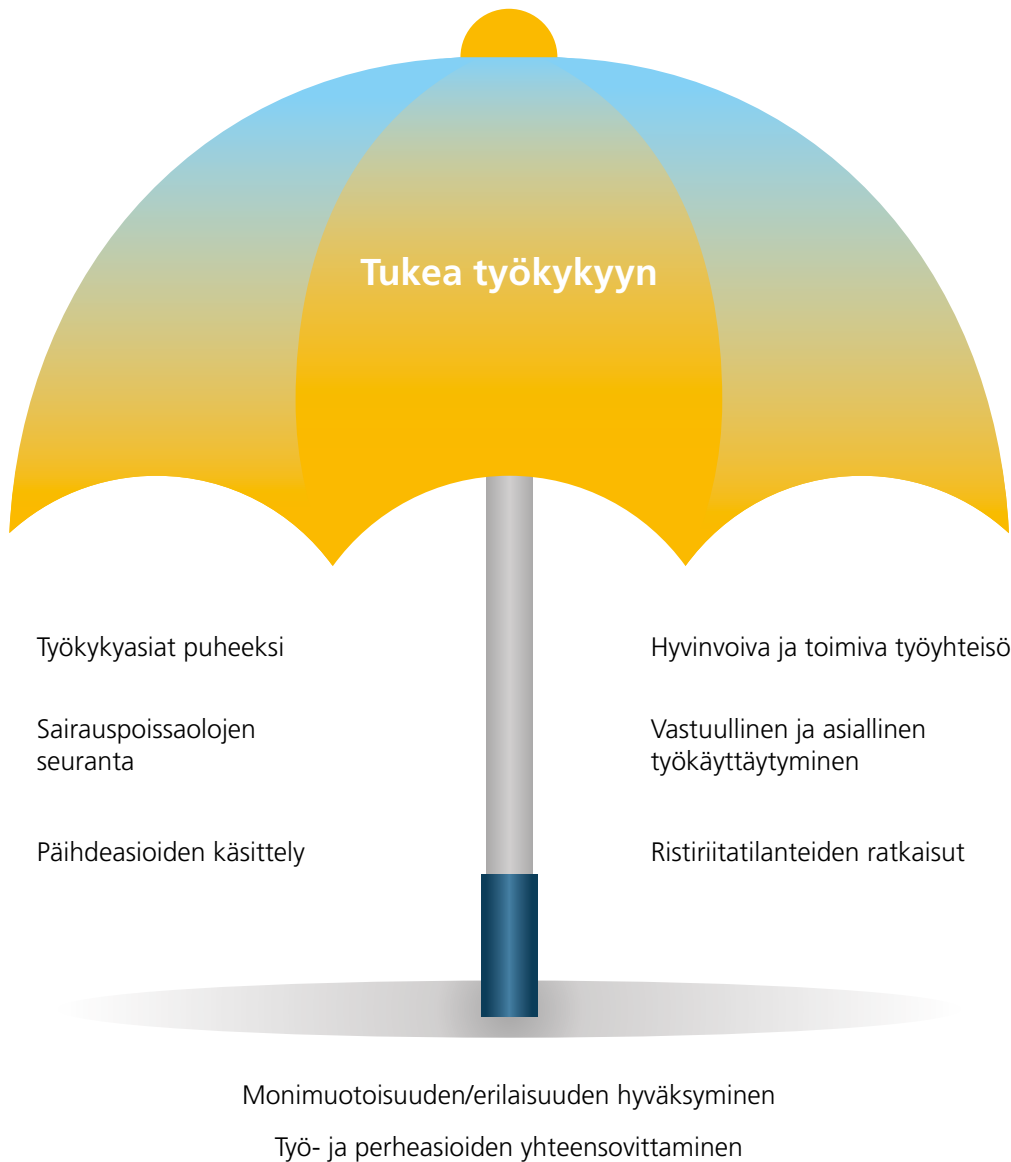 Tukea työkykyyn
Työkykyasiat puheeksi
Sairauspoissaolojen
seuranta
Päihdeasioiden käsittely
Hyvinvoiva ja toimiva työyhteisö
Vastuullinen ja asiallinen
työkäyttäytyminen
Ristiriitatilanteiden ratkaisut
Monimuotoisuuden/erilaisuuden hyväksyminen
Työ- ja perheasioiden yhteensovittaminen